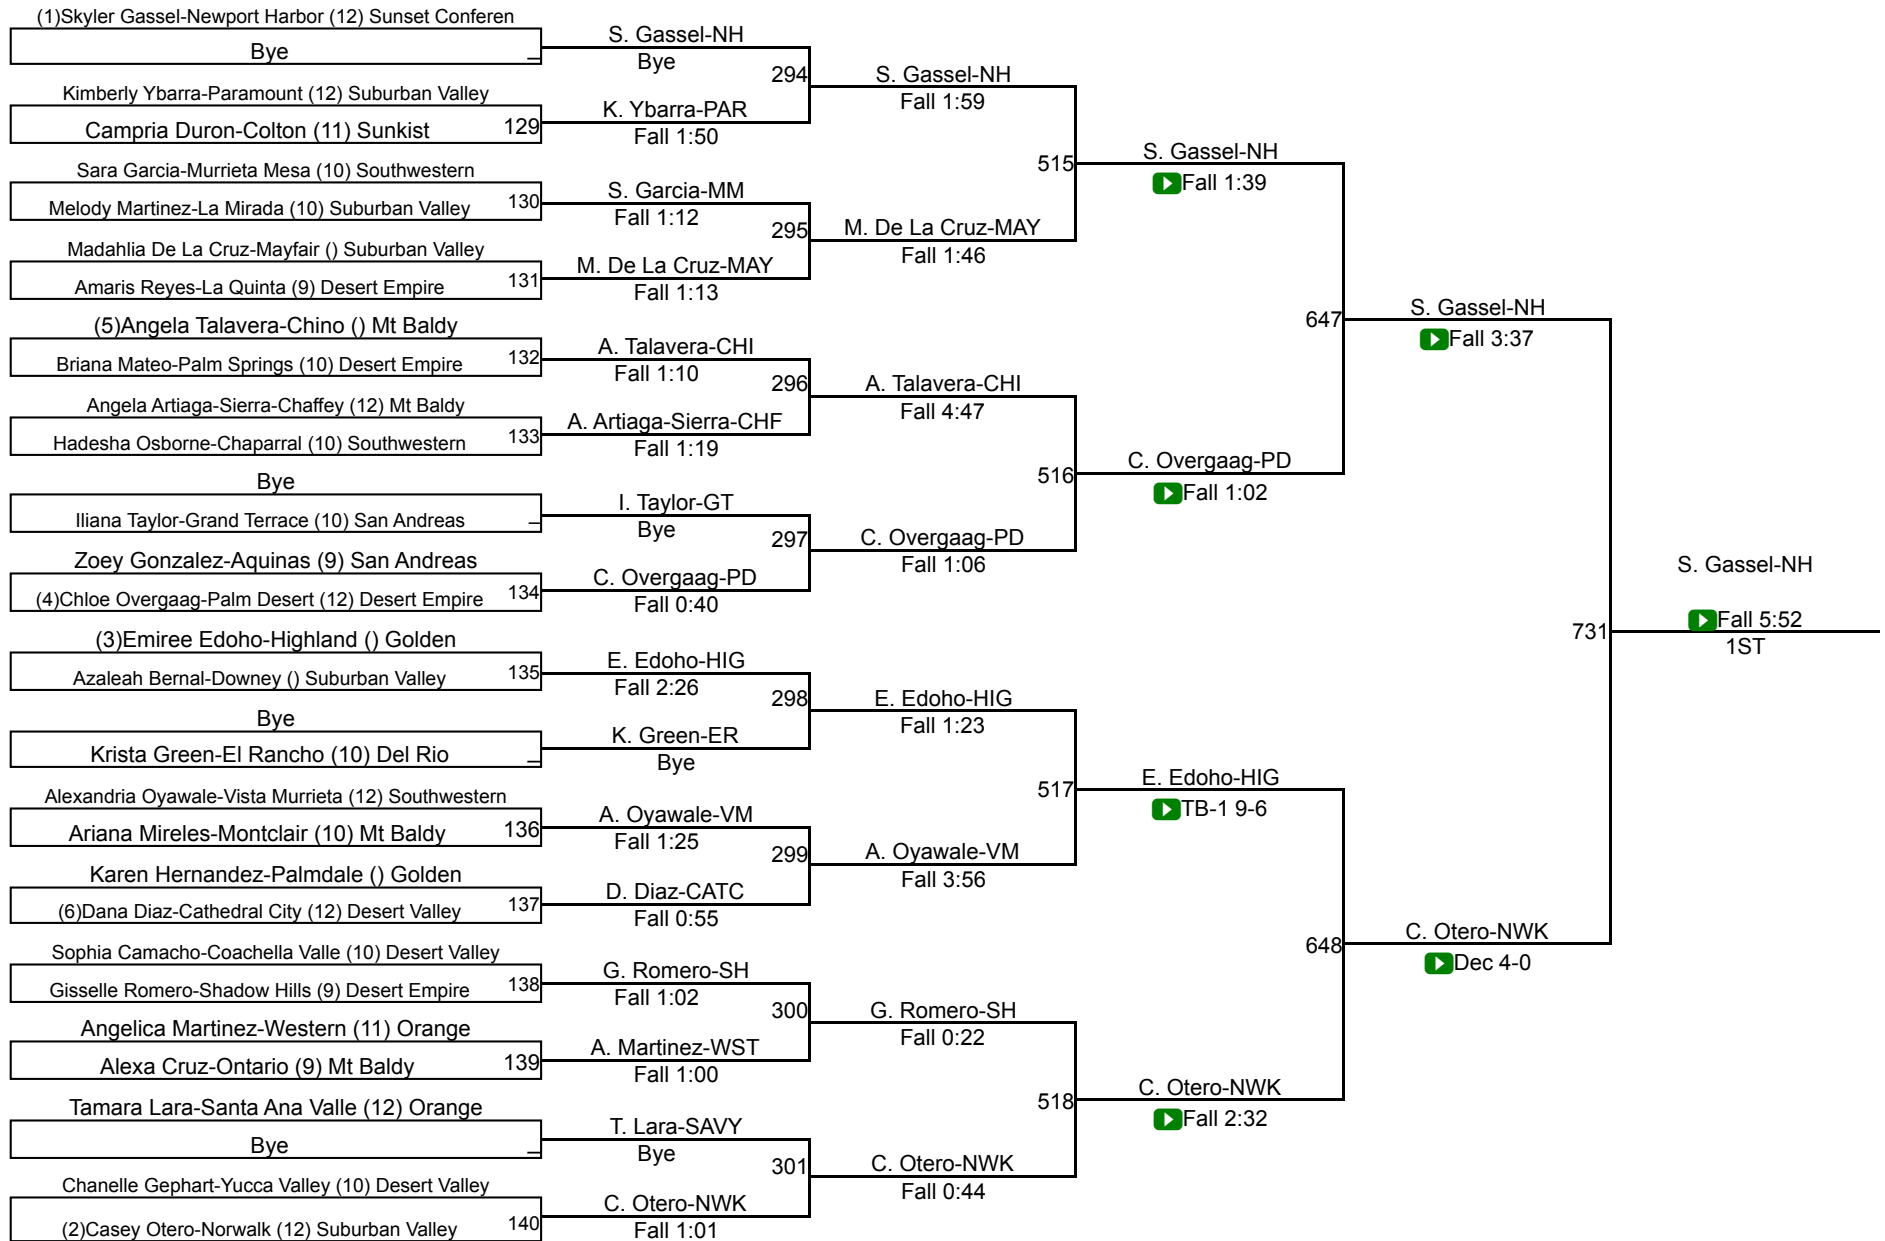 (1)Skyler Gassel-Newport Harbor (12) Sunset Conferen
Bye
Kimberly Ybarra-Paramount (12) Suburban Valley
Campria Duron-Colton (11) Sunkist 129
Sara Garcia-Murrieta Mesa (10) Southwestern
Melody Martinez-La Mirada (10) Suburban Valley 130
Madahlia De La Cruz-Mayfair () Suburban Valley
Amaris Reyes-La Quinta (9) Desert Empire 131
(5)Angela Talavera-Chino () Mt Baldy
Briana Mateo-Palm Springs (10) Desert Empire 132
Angela Artiaga-Sierra-Chaffey (12) Mt Baldy
Hadesha Osborne-Chaparral (10) Southwestern 133
Bye
Iliana Taylor-Grand Terrace (10) San Andreas
Zoey Gonzalez-Aquinas (9) San Andreas
(4)Chloe Overgaag-Palm Desert (12) Desert Empire 134
(3)Emiree Edoho-Highland () Golden
Azaleah Bernal-Downey () Suburban Valley 135
Bye
Krista Green-El Rancho (10) Del Rio
Alexandria Oyawale-Vista Murrieta (12) Southwestern
Ariana Mireles-Montclair (10) Mt Baldy 136
Karen Hernandez-Palmdale () Golden
(6)Dana Diaz-Cathedral City (12) Desert Valley 137
Sophia Camacho-Coachella Valle (10) Desert Valley
Gisselle Romero-Shadow Hills (9) Desert Empire 138
Angelica Martinez-Western (11) Orange
Alexa Cruz-Ontario (9) Mt Baldy 139
Tamara Lara-Santa Ana Valle (12) Orange
Bye
Chanelle Gephart-Yucca Valley (10) Desert Valley
(2)Casey Otero-Norwalk (12) Suburban Valley 140
S. Gassel-NH
Bye
294
K. Ybarra-PAR
Fall 1:50
S. Garcia-MM
Fall 1:12
295
M. De La Cruz-MAY
Fall 1:13
A. Talavera-CHI
Fall 1:10
296
A. Artiaga-Sierra-CHF
Fall 1:19
I. Taylor-GT
Bye
297
C. Overgaag-PD
Fall 0:40
E. Edoho-HIG
Fall 2:26
298
K. Green-ER
Bye
A. Oyawale-VM
Fall 1:25
299
D. Diaz-CATC
Fall 0:55
G. Romero-SH
Fall 1:02
300
A. Martinez-WST
Fall 1:00
T. Lara-SAVY
Bye
301
C. Otero-NWK
Fall 1:01
S. Gassel-NH
Fall 1:59
515
M. De La Cruz-MAY
Fall 1:46
A. Talavera-CHI
Fall 4:47
516
C. Overgaag-PD
Fall 1:06
E. Edoho-HIG
Fall 1:23
517
A. Oyawale-VM
Fall 3:56
G. Romero-SH
Fall 0:22
518
C. Otero-NWK
Fall 0:44
S. Gassel-NH
Fall 1:39
647
C. Overgaag-PD
Fall 1:02
E. Edoho-HIG
TB-1 9-6
648
C. Otero-NWK
Fall 2:32
S. Gassel-NH
Fall 3:37
731
C. Otero-NWK
Dec 4-0
S. Gassel-NH
Fall 5:52
1ST